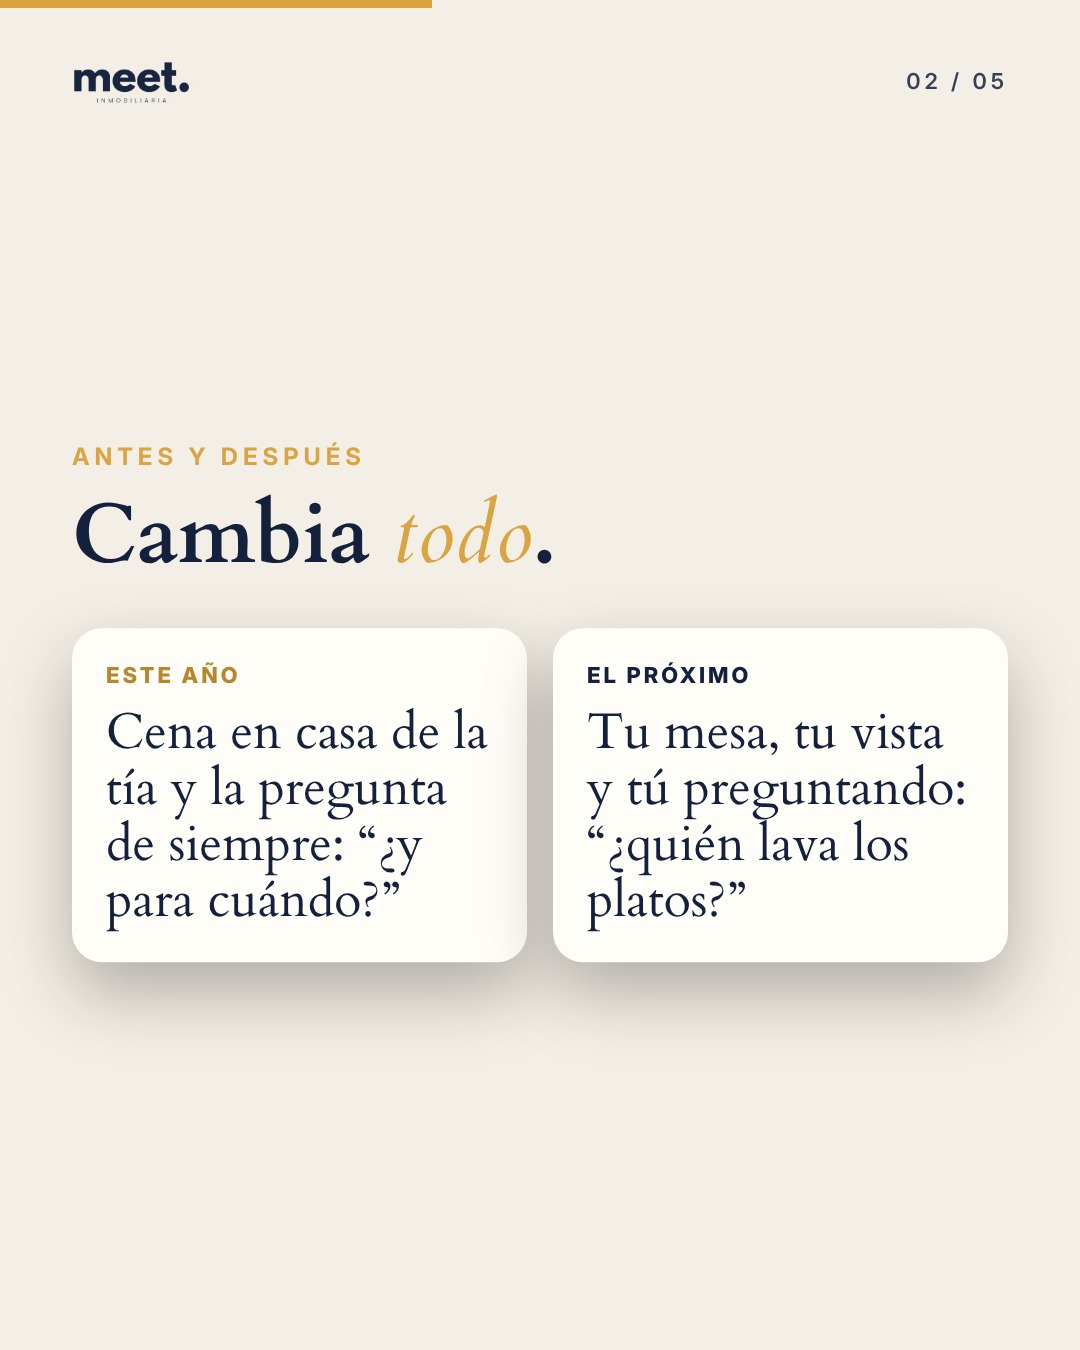 meet.
INMOBILIARIA
02 / 05
ANTES Y DESPUÉS
Cambia todo.
ESTE AÑO
Cena en casa de la
tía y la pregunta
de siempre: “¿y
para cuándo?”
EL PRÓXIMO
Tu mesa, tu vista
y tú preguntando:
“¿quién lava los
platos?”